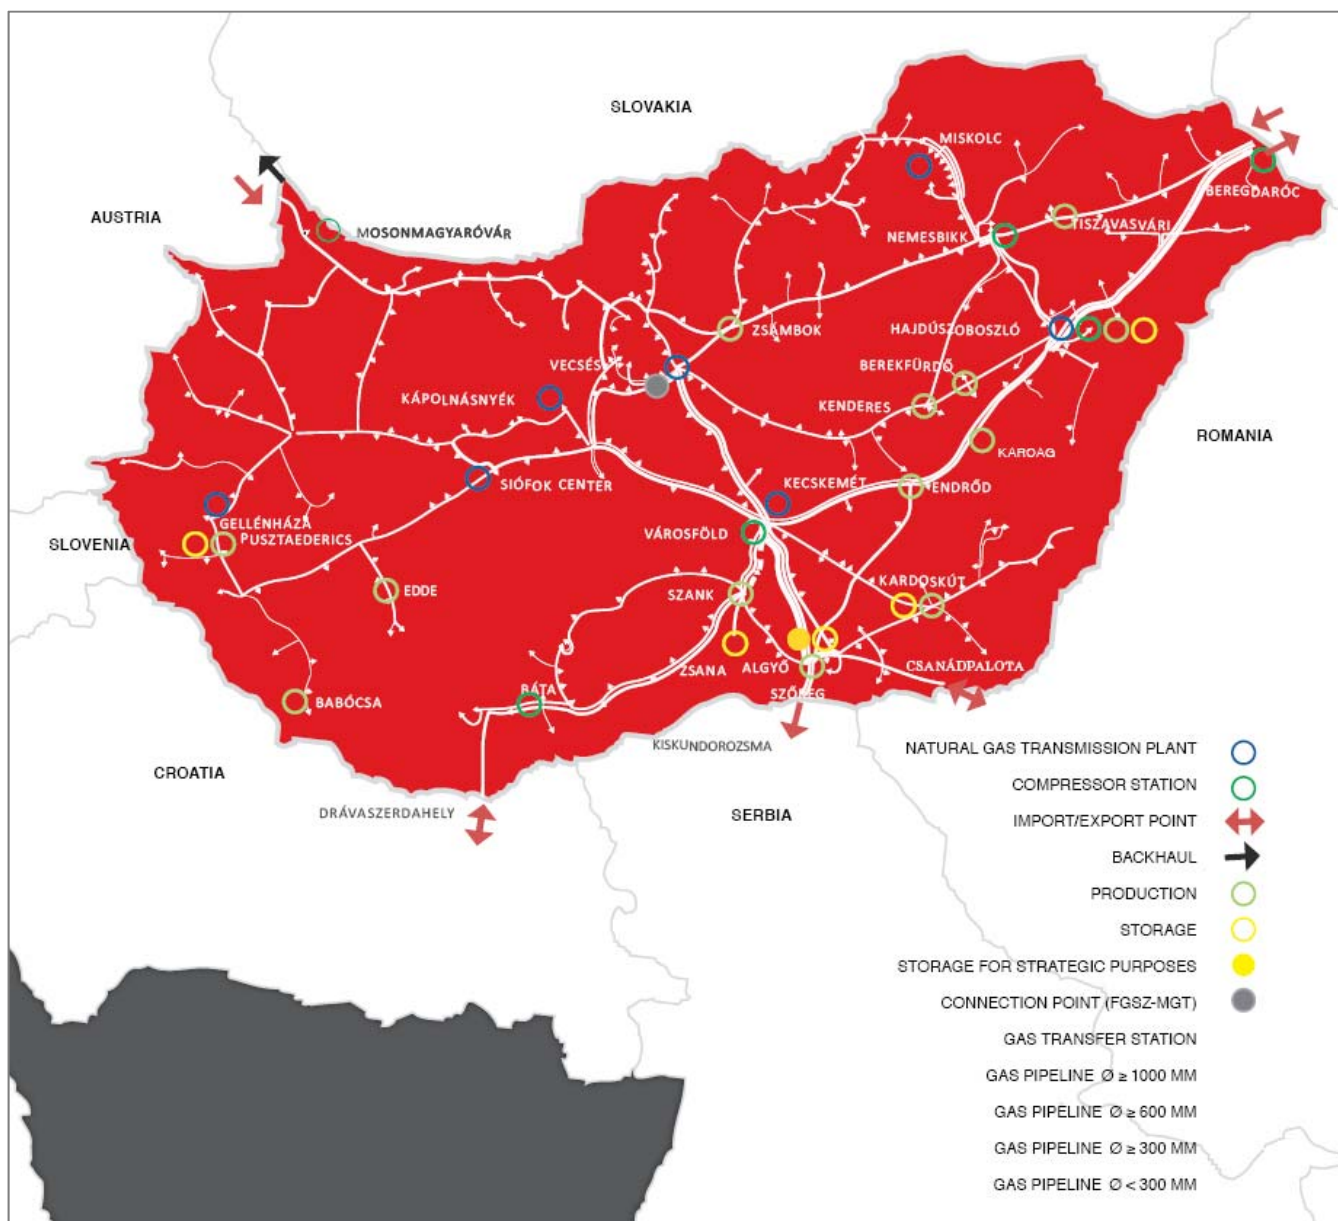 SLOVAKIA
MISKOLC
BEREGDARÓC
AUSTRIA
MOSONMAGYARÓVÁR
TISZAVASVÁRI
NEMESBIKK
ZSÁMBOK
HAJDÚSZOBOSZLÓ
VECSÉS
BEREKFÜRDŐ
KÁPOLNÁSNYÉK
KENDERES
ROMANIA
KARCAG
SIÓFOK CENTER
KECSKEMÉT
ENDRŐD
GELLÉNHÁZA
PUSZTAEDERICS
VÁROSFÖLD
SLOVENIA
KARDOSKÚT
EDDE
SZANK
ZSANA
ALGYŐ
CSANÁDPALOTA
SZŐREG
BÁTA
BABÓCSA
KISKUNDOROZSMA
CROATIA
DRÁVASZERDAHELY
SERBIA
NATURAL GAS TRANSMISSION PLANT
COMPRESSOR STATION
IMPORT/EXPORT POINT
BACKHAUL
PRODUCTION
STORAGE
STORAGE FOR STRATEGIC PURPOSES
CONNECTION POINT (FGSZ-MGT)
GAS TRANSFER STATION
GAS PIPELINE Ø ≥ 1000 MM
GAS PIPELINE Ø ≥ 600 MM
GAS PIPELINE Ø ≥ 300 MM
GAS PIPELINE Ø < 300 MM